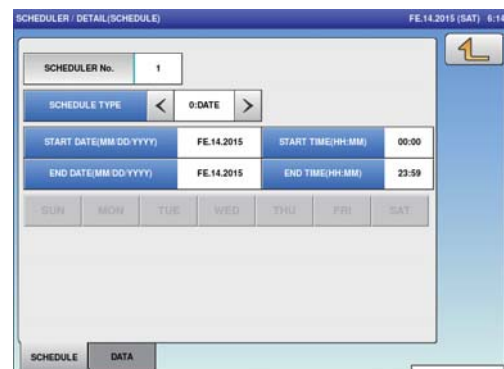 SCHEDULER / DETAIL(SCHEDULE) FE.14.2015 (SAT) 6:14
SCHEDULER No. 1
SCHEDULE TYPE < 0:DATE >
START DATE(MM/DD/YYYY) FE.14.2015 START TIME(HH:MM) 00:00
END DATE(MM/DD/YYYY) FE.14.2015 END TIME(HH:MM) 23:59
SUN MON TUE WED THU FRI SAT
SCHEDULE DATA